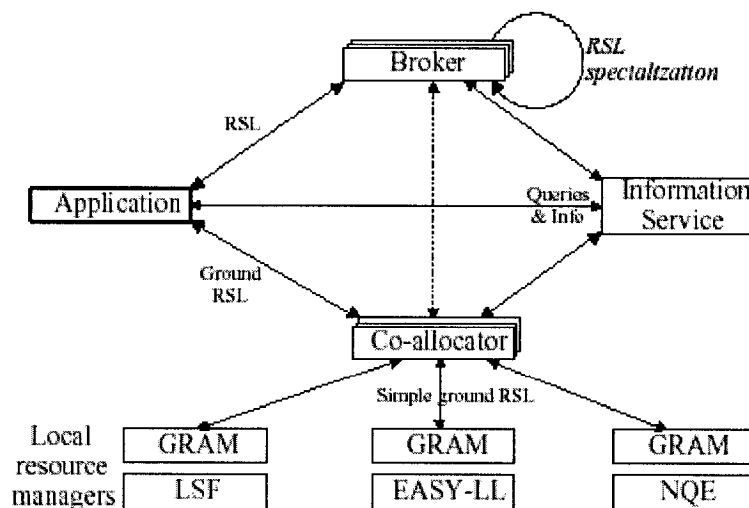 Broker
RSL
specialization
RSL
Application
Queries
& Info
Information
Service
Ground
RSL
Co-allocator
Simple ground RSL
Local
resource
managers
GRAM
GRAM
GRAM
LSF
EASY-LL
NQE